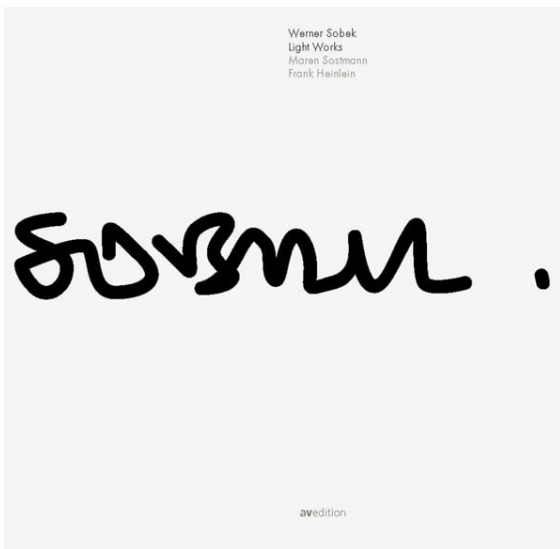 Werner Sobek
Light Works
Maren Sostmann
Frank Heinlein
avedition